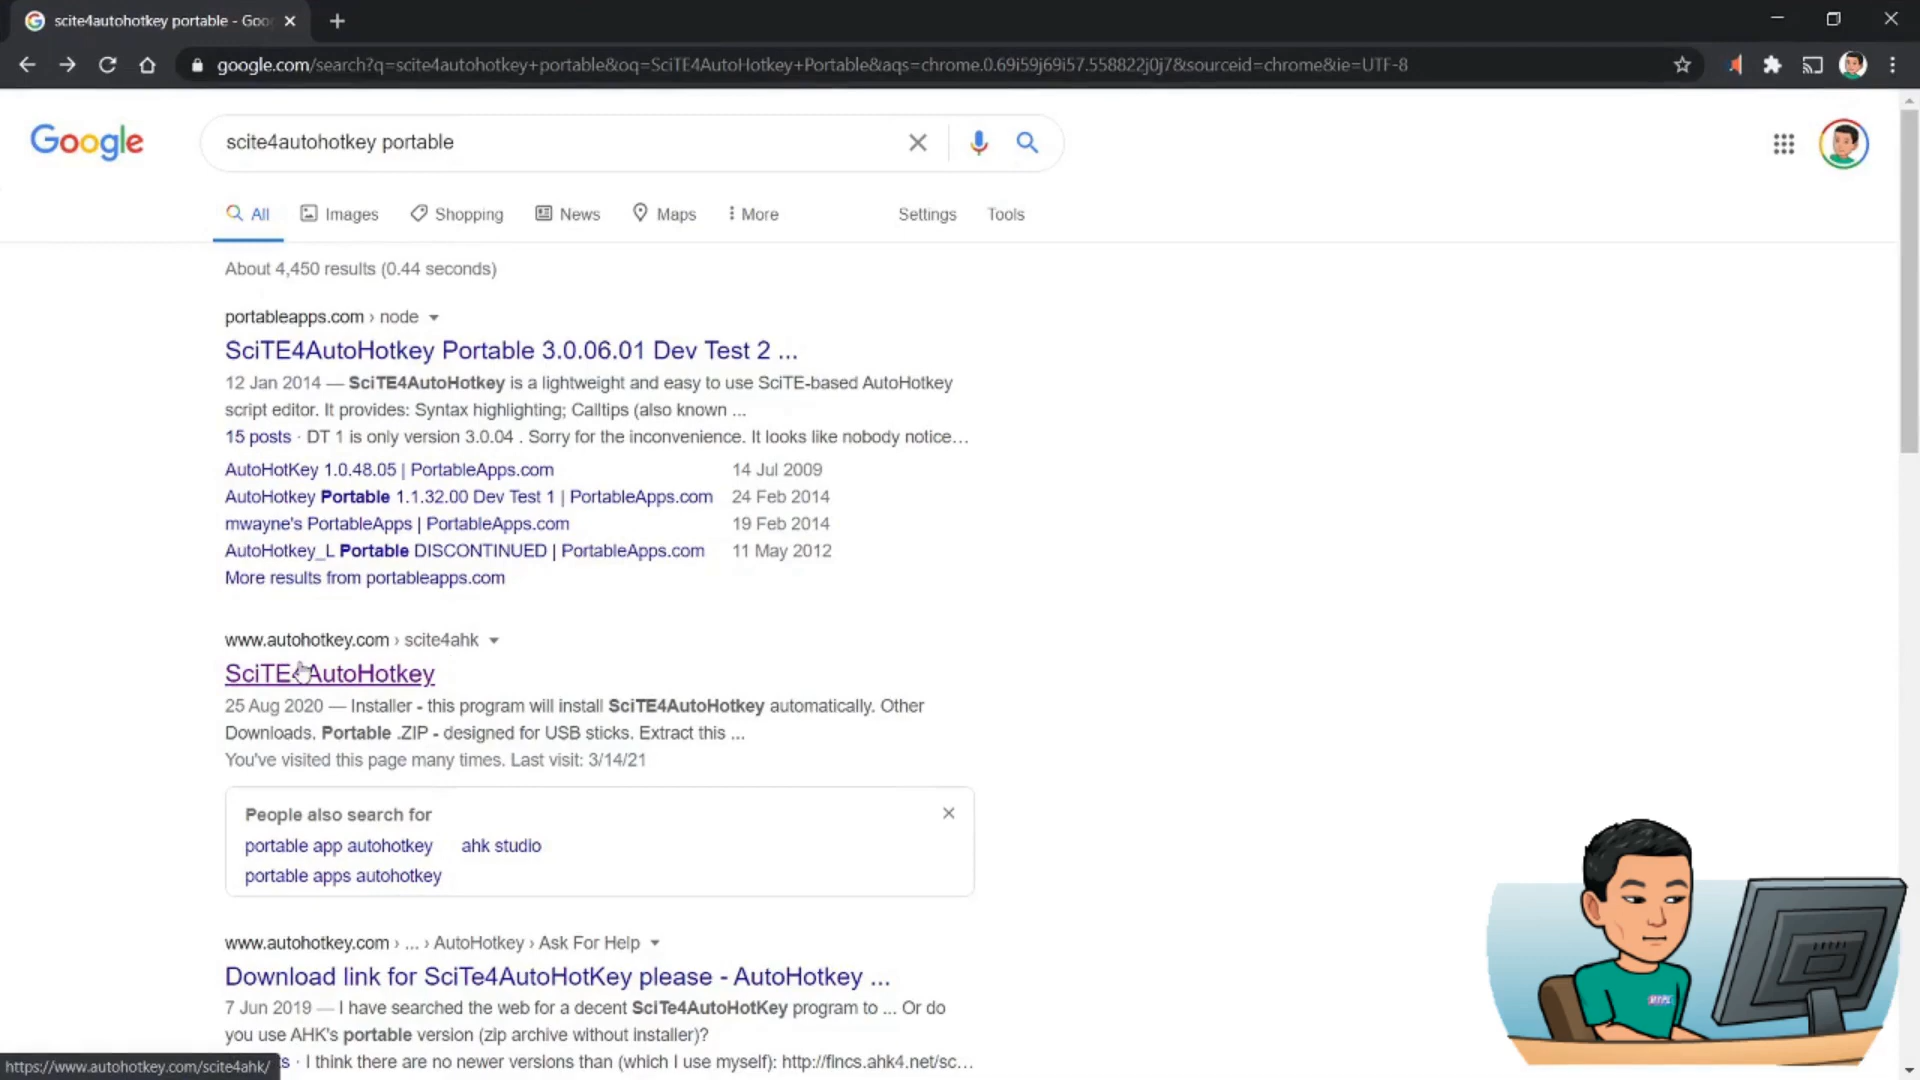 scite4autohotkey portable - Goo
google.com/search?q=scite4autohotkey+portable&oq=SciTE4AutoHotkey+Portable&aqs=chrome.0.69i59j69i57.558822j0j7&sourceid=chrome&ie=UTF-8
Google
scite4autohotkey portable
All Images Shopping News Maps More Settings Tools
About 4,450 results (0.44 seconds)
portableapps.com › node
SciTE4AutoHotkey Portable 3.0.06.01 Dev Test 2 ...
12 Jan 2014 — SciTE4AutoHotkey is a lightweight and easy to use SciTE-based AutoHotkey
script editor. It provides: Syntax highlighting; Calltips (also known ...
15 posts · DT 1 is only version 3.0.04 . Sorry for the inconvenience. It looks like nobody notice…
AutoHotKey 1.0.48.05 | PortableApps.com 14 Jul 2009
AutoHotkey Portable 1.1.32.00 Dev Test 1 | PortableApps.com 24 Feb 2014
mwayne's PortableApps | PortableApps.com 19 Feb 2014
AutoHotkey_L Portable DISCONTINUED | PortableApps.com 11 May 2012
More results from portableapps.com
www.autohotkey.com › scite4ahk
SciTE4AutoHotkey
25 Aug 2020 — Installer - this program will install SciTE4AutoHotkey automatically. Other
Downloads. Portable .ZIP - designed for USB sticks. Extract this ...
You've visited this page many times. Last visit: 3/14/21
People also search for
portable app autohotkey ahk studio
portable apps autohotkey
www.autohotkey.com › ... › AutoHotkey › Ask For Help
Download link for SciTe4AutoHotKey please - AutoHotkey ...
7 Jun 2019 — I have searched the web for a decent SciTe4AutoHotKey program to ... Or do
you use AHK's portable version (zip archive without installer)?
· I think there are no newer versions than (which I use myself): http://fincs.ahk4.net/sc…
https://www.autohotkey.com/scite4ahk/